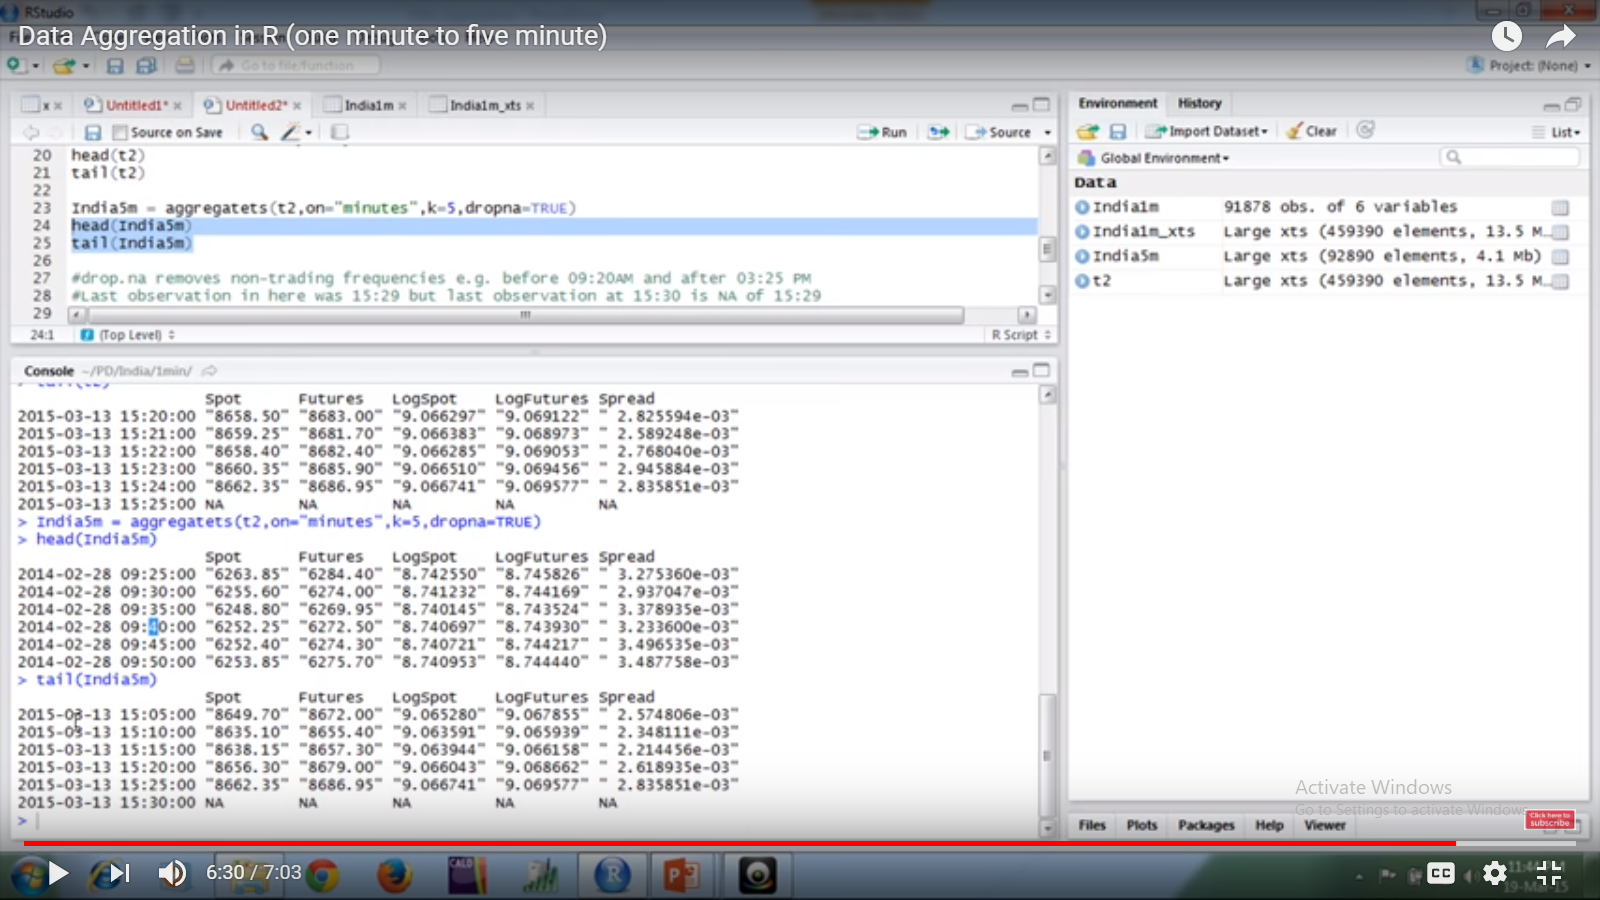 RStudio
Data Aggregation in R (one minute to five minute)
Go to file/function
Project: (None)
x
Untitled1*
Untitled2*
India1m
India1m_xts
Source on Save
Run
Source
20 head(t2)
21 tail(t2)
22
23 India5m = aggregatets(t2,on="minutes",k=5,dropna=TRUE)
24 head(India5m)
25 tail(India5m)
26
27 #drop.na removes non-trading frequencies e.g. before 09:20AM and after 03:25 PM
28 #Last observation in here was 15:29 but last observation at 15:30 is NA of 15:29
29
24:1 (Top Level) R Script
Console ~/PD/India/1min/
> tail(t2)
Spot Futures LogSpot LogFutures Spread
2015-03-13 15:20:00 "8658.50" "8683.00" "9.066297" "9.069122" " 2.825594e-03"
2015-03-13 15:21:00 "8659.25" "8681.70" "9.066383" "9.068973" " 2.589248e-03"
2015-03-13 15:22:00 "8658.40" "8682.40" "9.066285" "9.069053" " 2.768040e-03"
2015-03-13 15:23:00 "8660.35" "8685.90" "9.066510" "9.069456" " 2.945884e-03"
2015-03-13 15:24:00 "8662.35" "8686.95" "9.066741" "9.069577" " 2.835851e-03"
2015-03-13 15:25:00 NA NA NA NA NA
> India5m = aggregatets(t2,on="minutes",k=5,dropna=TRUE)
> head(India5m)
Spot Futures LogSpot LogFutures Spread
2014-02-28 09:25:00 "6263.85" "6284.40" "8.742550" "8.745826" " 3.275360e-03"
2014-02-28 09:30:00 "6255.60" "6274.00" "8.741232" "8.744169" " 2.937047e-03"
2014-02-28 09:35:00 "6248.80" "6269.95" "8.740145" "8.743524" " 3.378935e-03"
2014-02-28 09:40:00 "6252.25" "6272.50" "8.740697" "8.743930" " 3.233600e-03"
2014-02-28 09:45:00 "6252.40" "6274.30" "8.740721" "8.744217" " 3.496535e-03"
2014-02-28 09:50:00 "6253.85" "6275.70" "8.740953" "8.744440" " 3.487758e-03"
> tail(India5m)
Spot Futures LogSpot LogFutures Spread
2015-03-13 15:05:00 "8649.70" "8672.00" "9.065280" "9.067855" " 2.574806e-03"
2015-03-13 15:10:00 "8635.10" "8655.40" "9.063591" "9.065939" " 2.348111e-03"
2015-03-13 15:15:00 "8638.15" "8657.30" "9.063944" "9.066158" " 2.214456e-03"
2015-03-13 15:20:00 "8656.30" "8679.00" "9.066043" "9.068662" " 2.618935e-03"
2015-03-13 15:25:00 "8662.35" "8686.95" "9.066741" "9.069577" " 2.835851e-03"
2015-03-13 15:30:00 NA NA NA NA NA
>
Environment History
Import Dataset Clear List
Global Environment
Data
India1m 91878 obs. of 6 variables
India1m_xts Large xts (459390 elements, 13.5 M…
India5m Large xts (92890 elements, 4.1 Mb)
t2 Large xts (459390 elements, 13.5 M…
Activate Windows
Go to Settings to activate Windows.
Click here to
subscribe
Files Plots Packages Help Viewer
6:30 / 7:03
CALD
R
P
CC
19-Mar-15